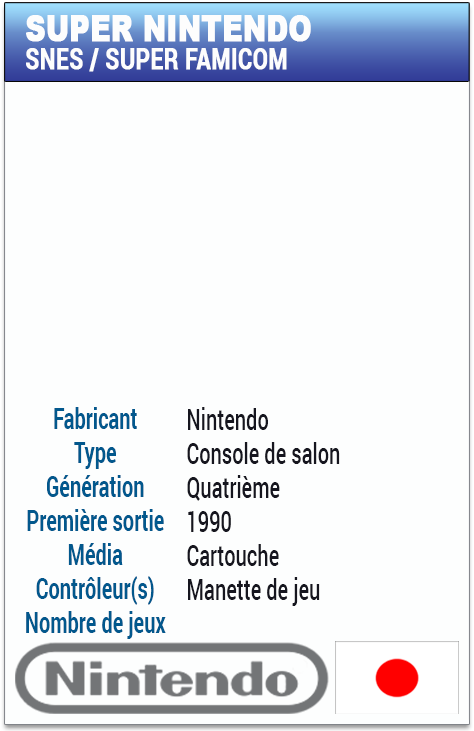 SUPER NINTENDO
SNES / SUPER FAMICOM
Fabricant Nintendo
Type Console de salon
Génération Quatrième
Première sortie 1990
Média Cartouche
Contrôleur(s) Manette de jeu
Nombre de jeux
Nintendo